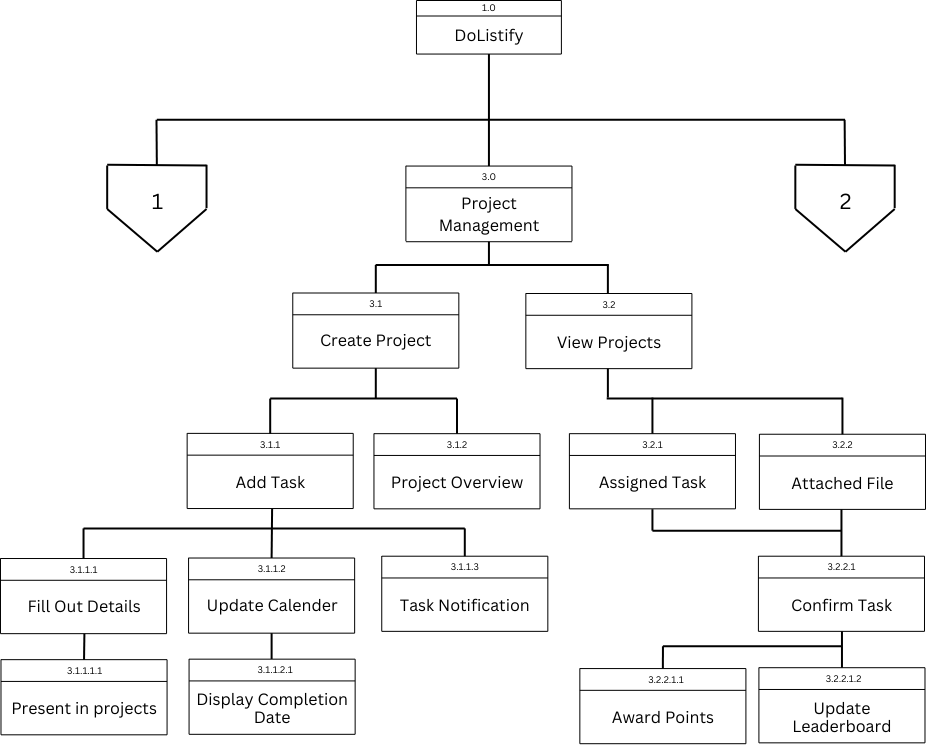 1.0
DoListify
1
3.0
Project
Management
2
3.1
Create Project
3.2
View Projects
3.1.1
Add Task
3.1.2
Project Overview
3.2.1
Assigned Task
3.2.2
Attached File
3.1.1.1
Fill Out Details
3.1.1.2
Update Calender
3.1.1.3
Task Notification
3.2.2.1
Confirm Task
3.1.1.1.1
Present in projects
3.1.1.2.1
Display Completion
Date
3.2.2.1.1
Award Points
3.2.2.1.2
Update
Leaderboard